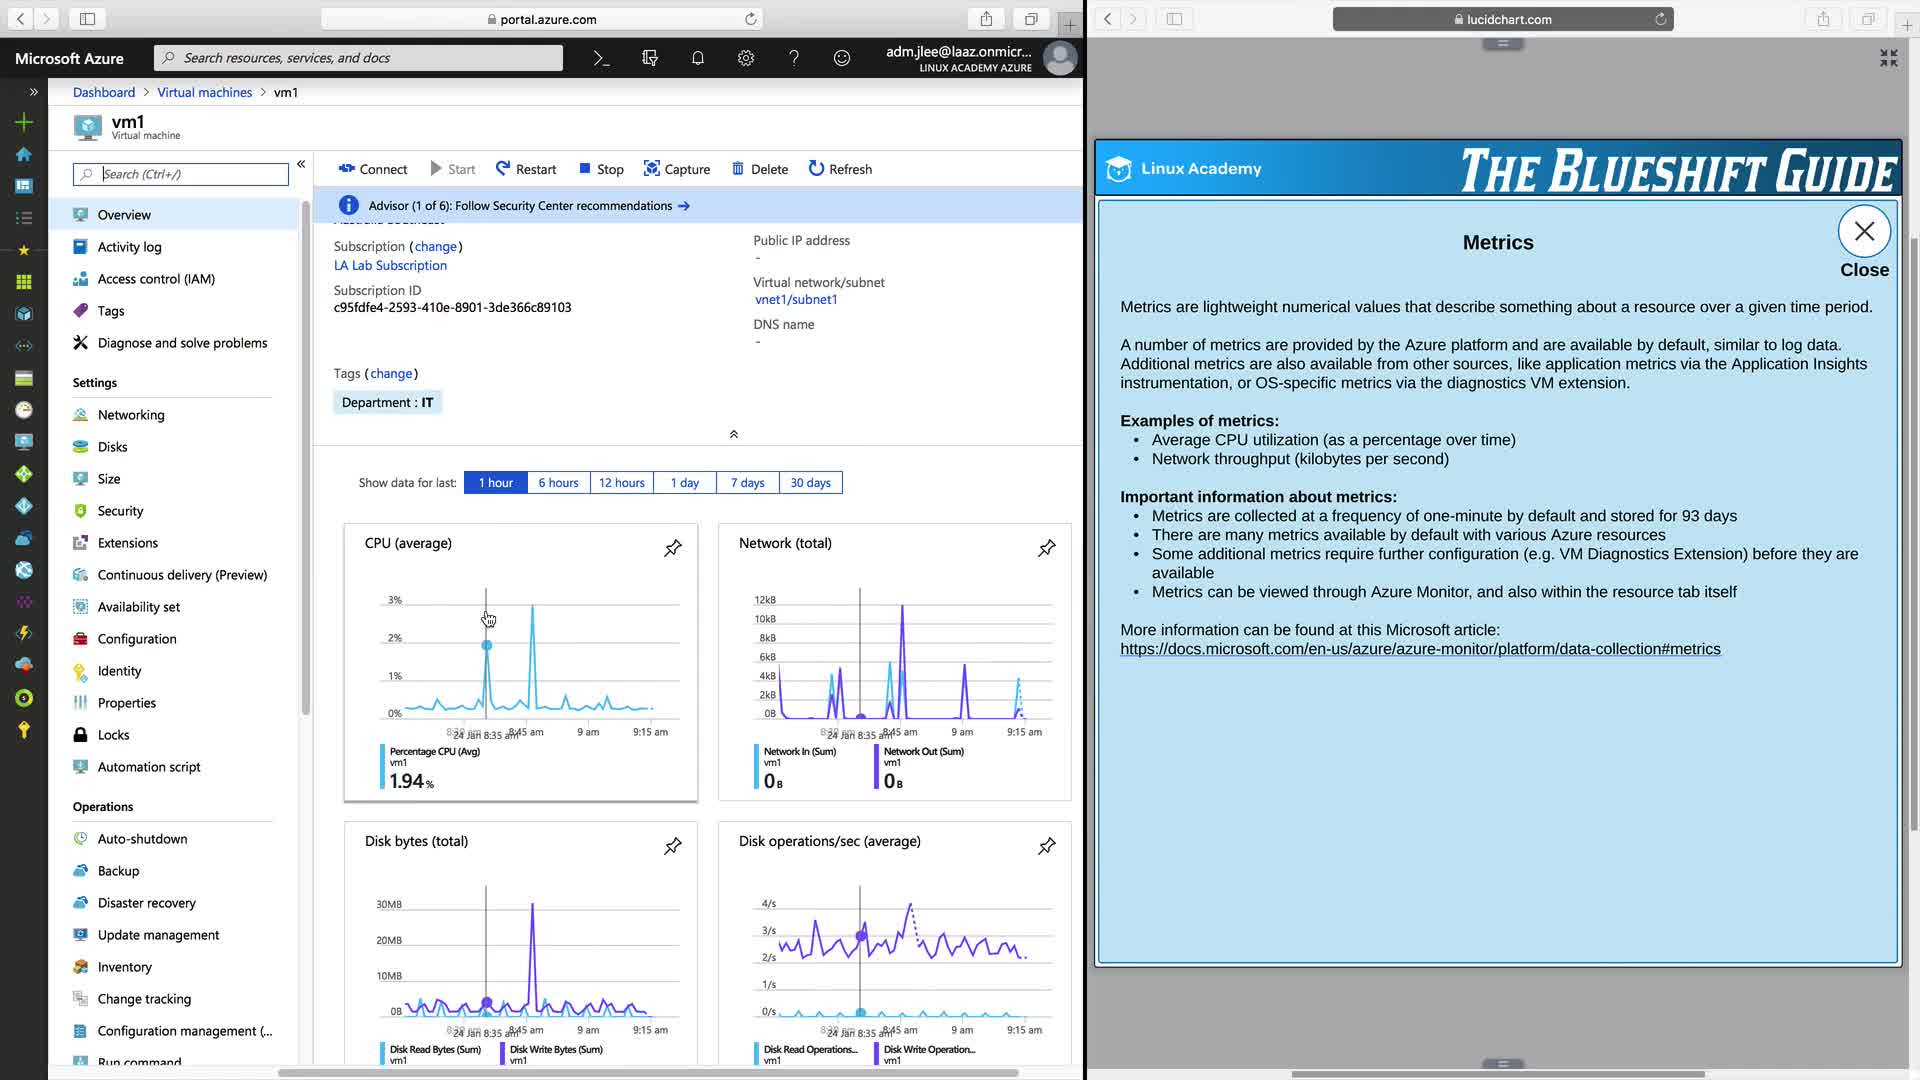 portal.azure.com
Microsoft Azure
Search resources, services, and docs
adm.jlee@laaz.onmicr...
LINUX ACADEMY AZURE
Dashboard > Virtual machines > vm1
vm1
Virtual machine
Search (Ctrl+/)
Overview
Activity log
Access control (IAM)
Tags
Diagnose and solve problems
Settings
Networking
Disks
Size
Security
Extensions
Continuous delivery (Preview)
Availability set
Configuration
Identity
Properties
Locks
Automation script
Operations
Auto-shutdown
Backup
Disaster recovery
Update management
Inventory
Change tracking
Configuration management (...
Run command
Connect Start Restart Stop Capture Delete Refresh
Advisor (1 of 6): Follow Security Center recommendations →
Subscription (change)
LA Lab Subscription
Subscription ID
c95fdfe4-2593-410e-8901-3de366c89103
Public IP address
-
Virtual network/subnet
vnet1/subnet1
DNS name
-
Tags (change)
Department : IT
Show data for last: 1 hour 6 hours 12 hours 1 day 7 days 30 days
CPU (average)
3%
2%
1%
0%
24 Jan 8:35 am 8:45 am 9 am 9:15 am
Percentage CPU (Avg)
vm1
1.94 %
Network (total)
12kB
10kB
8kB
6kB
4kB
2kB
0B
24 Jan 8:35 am 8:45 am 9 am 9:15 am
Network In (Sum) Network Out (Sum)
vm1 vm1
0 B 0 B
Disk bytes (total)
30MB
20MB
10MB
0B
24 Jan 8:35 am 8:45 am 9 am 9:15 am
Disk Read Bytes (Sum) Disk Write Bytes (Sum)
vm1 vm1
Disk operations/sec (average)
4/s
3/s
2/s
1/s
0/s
24 Jan 8:35 am 8:45 am 9 am 9:15 am
Disk Read Operations... Disk Write Operation...
vm1 vm1
lucidchart.com
Linux Academy
THE BLUESHIFT GUIDE
Metrics
Close
Metrics are lightweight numerical values that describe something about a resource over a given time period.
A number of metrics are provided by the Azure platform and are available by default, similar to log data.
Additional metrics are also available from other sources, like application metrics via the Application Insights
instrumentation, or OS-specific metrics via the diagnostics VM extension.
Examples of metrics:
• Average CPU utilization (as a percentage over time)
• Network throughput (kilobytes per second)
Important information about metrics:
• Metrics are collected at a frequency of one-minute by default and stored for 93 days
• There are many metrics available by default with various Azure resources
• Some additional metrics require further configuration (e.g. VM Diagnostics Extension) before they are
available
• Metrics can be viewed through Azure Monitor, and also within the resource tab itself
More information can be found at this Microsoft article:
https://docs.microsoft.com/en-us/azure/azure-monitor/platform/data-collection#metrics